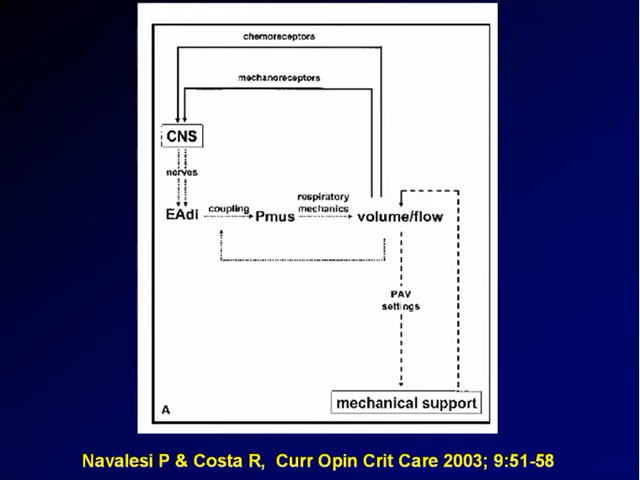 chemoreceptors
mechanoreceptors
CNS
nerves
EAdi
coupling
Pmus
respiratory
mechanics
volume/flow
PAV
settings
mechanical support
A
Navalesi P & Costa R, Curr Opin Crit Care 2003; 9:51-58